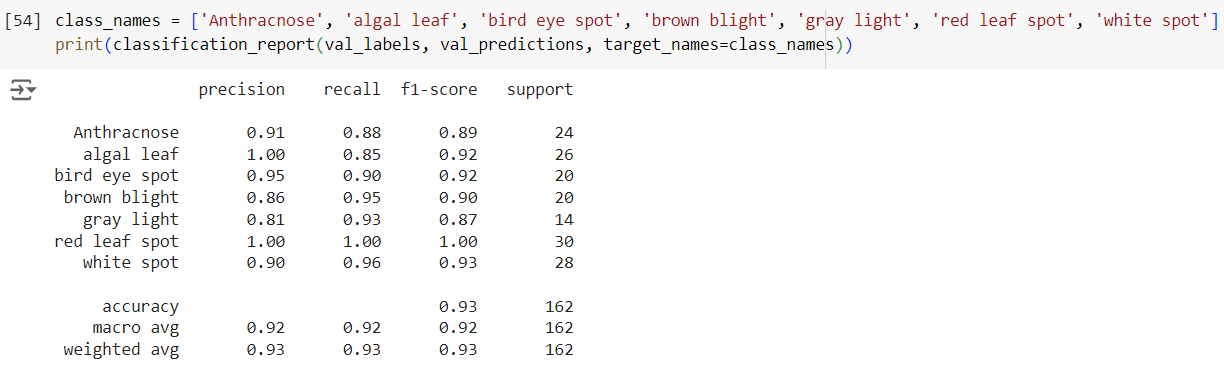 [54] class_names = ['Anthracnose', 'algal leaf', 'bird eye spot', 'brown blight', 'gray light', 'red leaf spot', 'white spot']
print(classification_report(val_labels, val_predictions, target_names=class_names))
precision recall f1-score support
Anthracnose 0.91 0.88 0.89 24
algal leaf 1.00 0.85 0.92 26
bird eye spot 0.95 0.90 0.92 20
brown blight 0.86 0.95 0.90 20
gray light 0.81 0.93 0.87 14
red leaf spot 1.00 1.00 1.00 30
white spot 0.90 0.96 0.93 28
accuracy 0.93 162
macro avg 0.92 0.92 0.92 162
weighted avg 0.93 0.93 0.93 162